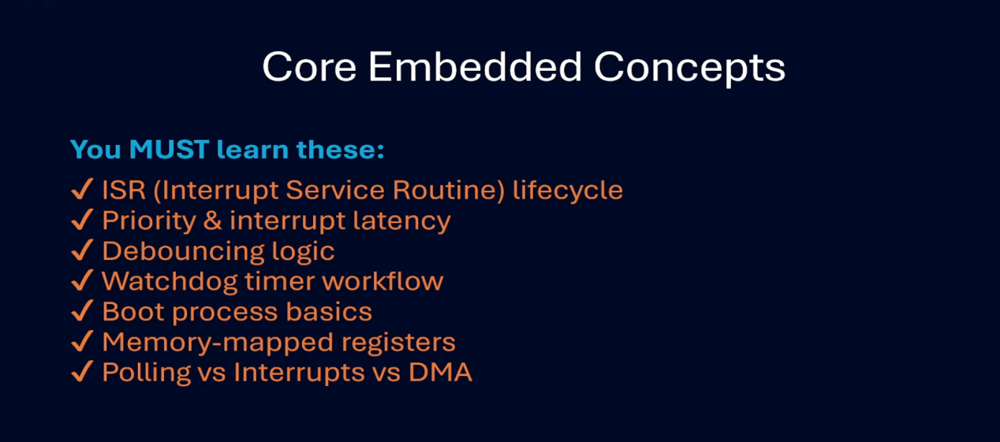 Core Embedded Concepts
You MUST learn these:
✓ ISR (Interrupt Service Routine) lifecycle
✓ Priority & interrupt latency
✓ Debouncing logic
✓ Watchdog timer workflow
✓ Boot process basics
✓ Memory-mapped registers
✓ Polling vs Interrupts vs DMA